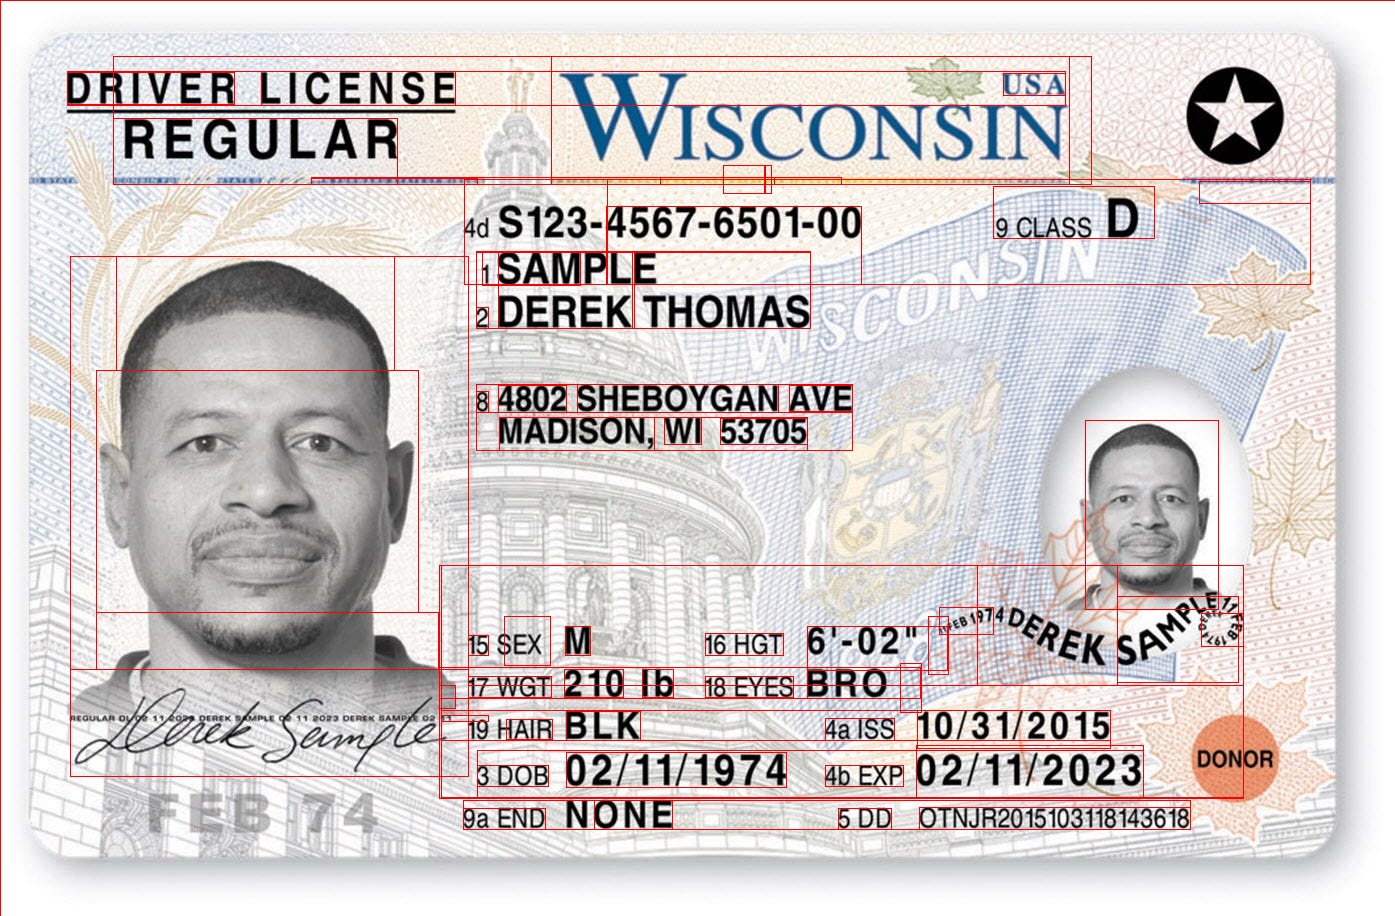 DRIVER LICENSE
REGULAR
WISCONSIN
USA
4d S123-4567-6501-00
9 CLASS D
1 SAMPLE
2 DEREK THOMAS
8 4802 SHEBOYGAN AVE
MADISON, WI 53705
WISCONSIN
15 SEX M 16 HGT 6'-02"
17 WGT 210 lb 18 EYES BRO
19 HAIR BLK 4a ISS 10/31/2015
3 DOB 02/11/1974 4b EXP 02/11/2023
9a END NONE 5 DD OTNJR2015103118143618
11FEB1974 DEREK SAMPLE 11FEB
1974
DONOR
REGULAR DL 02 11 2023 DEREK SAMPLE 02 11 2023 DEREK SAMPLE 02 11
Derek Sample
FEB 74